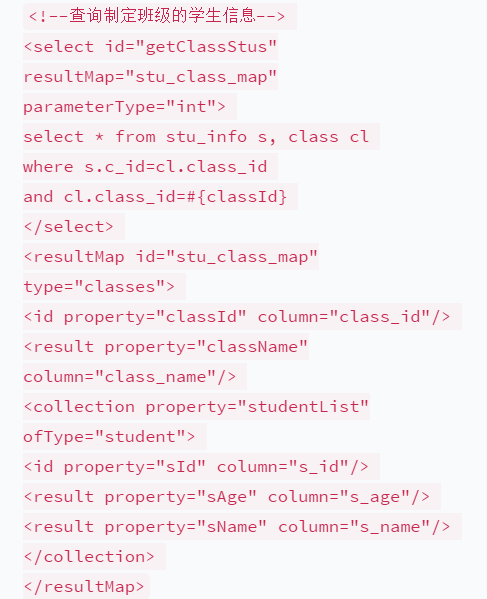 <!--查询制定班级的学生信息-->
<select id="getClassStus"
resultMap="stu_class_map"
parameterType="int">
select * from stu_info s, class cl
where s.c_id=cl.class_id
and cl.class_id=#{classId}
</select>
<resultMap id="stu_class_map"
type="classes">
<id property="classId" column="class_id"/>
<result property="className"
column="class_name"/>
<collection property="studentList"
ofType="student">
<id property="sId" column="s_id"/>
<result property="sAge" column="s_age"/>
<result property="sName" column="s_name"/>
</collection>
</resultMap>